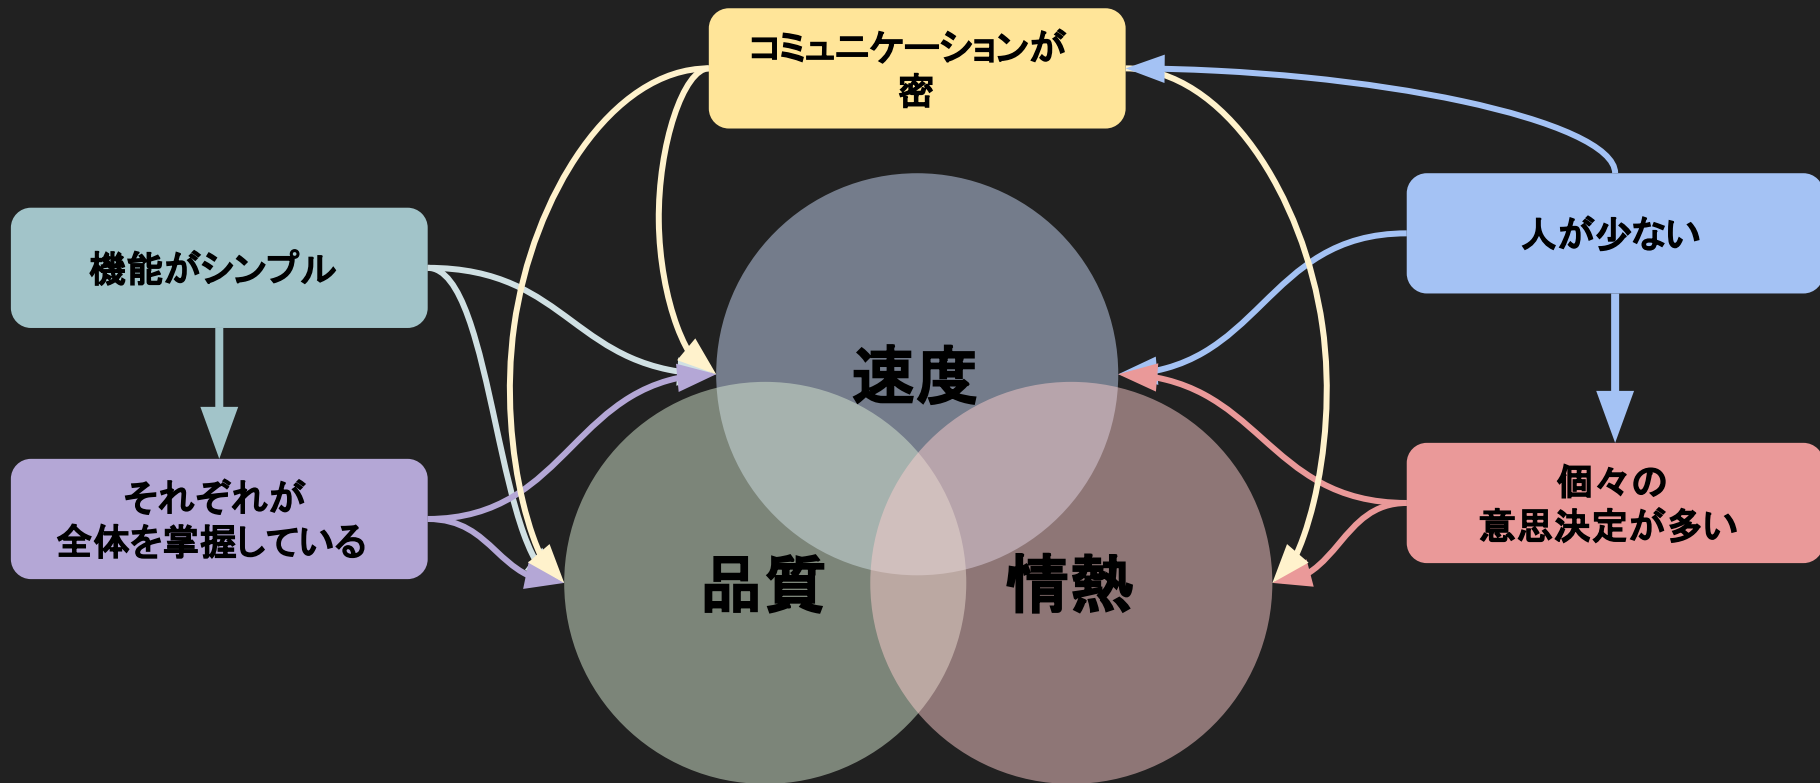 コミュニケーションが
密
人が少ない
機能がシンプル
速度
それぞれが
全体を掌握している
個々の
意思決定が多い
品質
情熱